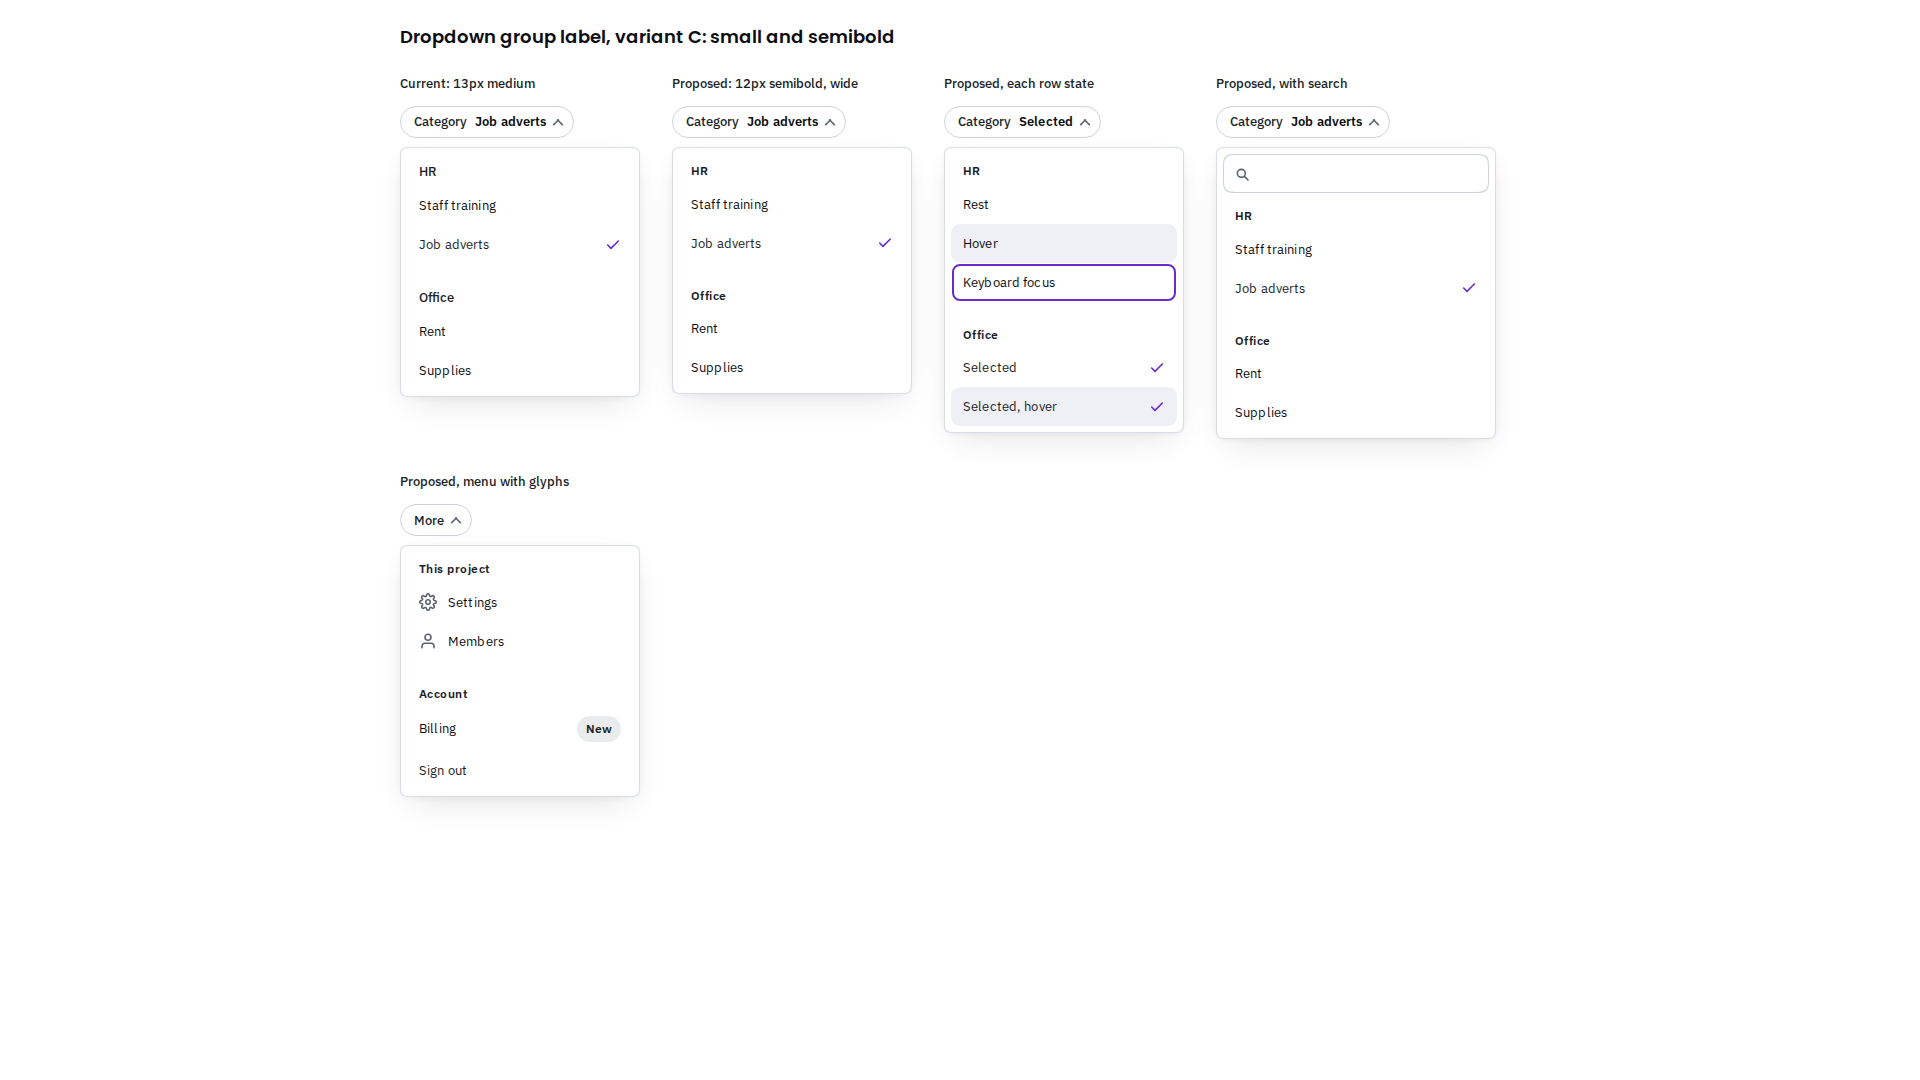 Dropdown group label, variant C: small and semibold
Current: 13px medium
Category Job adverts
HR
Staff training
Job adverts
Office
Rent
Supplies
Proposed: 12px semibold, wide
Category Job adverts
HR
Staff training
Job adverts
Office
Rent
Supplies
Proposed, each row state
Category Selected
HR
Rest
Hover
Keyboard focus
Office
Selected
Selected, hover
Proposed, with search
Category Job adverts
HR
Staff training
Job adverts
Office
Rent
Supplies
Proposed, menu with glyphs
More
This project
Settings
Members
Account
Billing New
Sign out